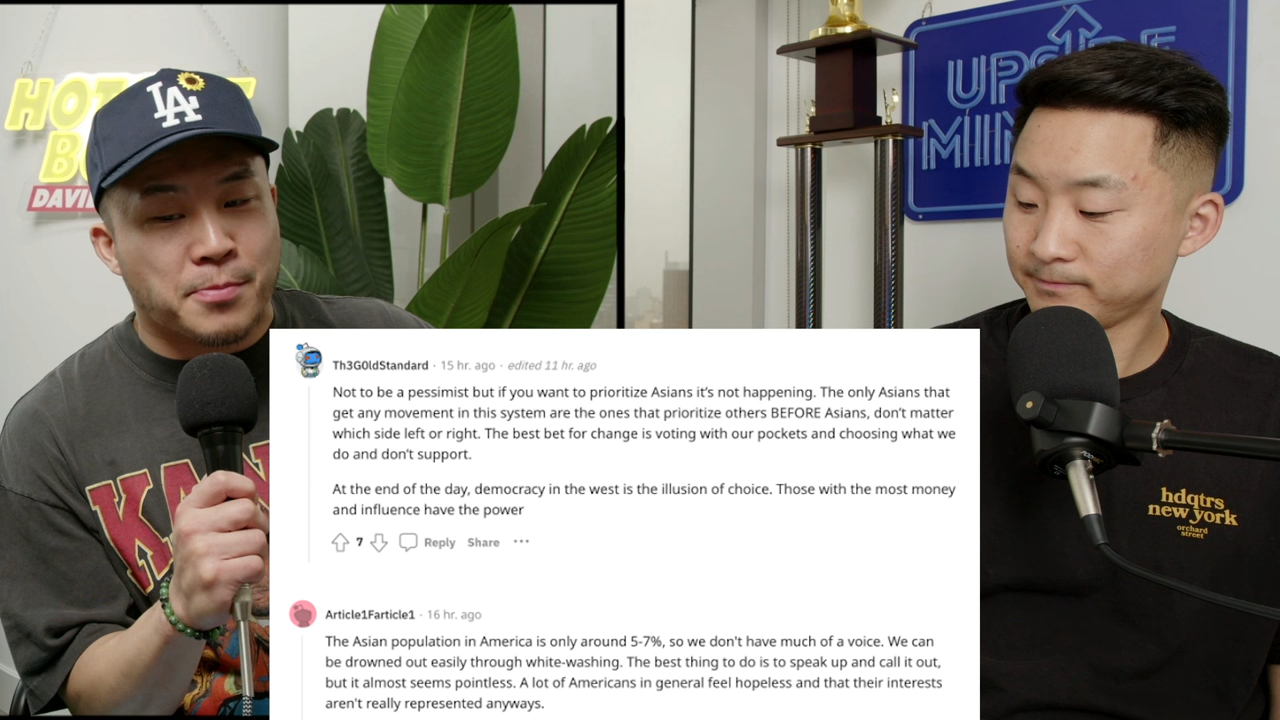 HOT
B
DAVI
LA
UPSIDE
MIN
KA
hdqtrs
new york
orchard
street
Th3G0ldStandard · 15 hr. ago · edited 11 hr. ago
Not to be a pessimist but if you want to prioritize Asians it's not happening. The only Asians that
get any movement in this system are the ones that prioritize others BEFORE Asians, don't matter
which side left or right. The best bet for change is voting with our pockets and choosing what we
do and don't support.
At the end of the day, democracy in the west is the illusion of choice. Those with the most money
and influence have the power
7 Reply Share ···
Article1Farticle1 · 16 hr. ago
The Asian population in America is only around 5-7%, so we don't have much of a voice. We can
be drowned out easily through white-washing. The best thing to do is to speak up and call it out,
but it almost seems pointless. A lot of Americans in general feel hopeless and that their interests
aren't really represented anyways.